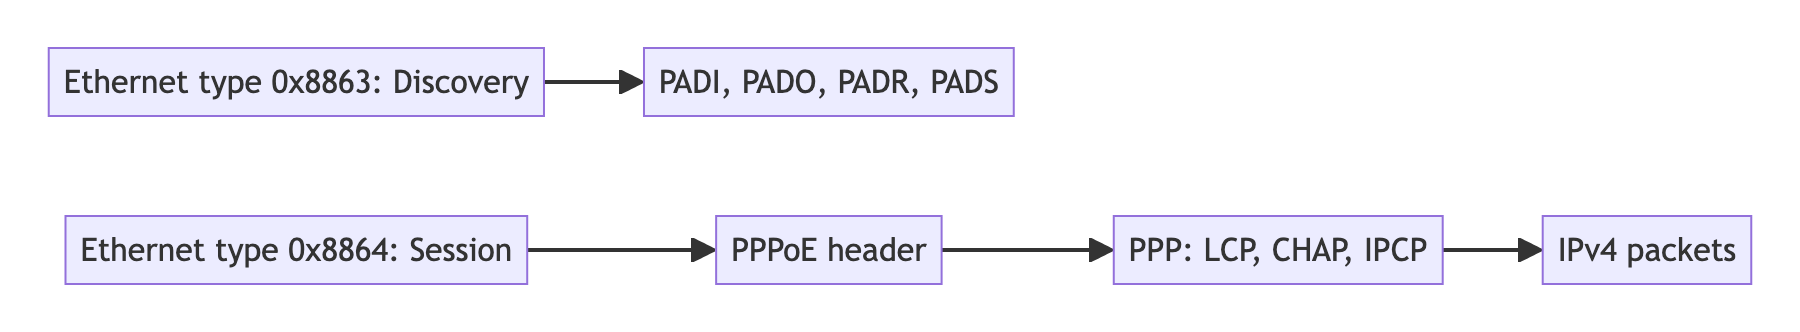 Ethernet type 0x8863: Discovery
PADI, PADO, PADR, PADS
Ethernet type 0x8864: Session
PPPoE header
PPP: LCP, CHAP, IPCP
IPv4 packets